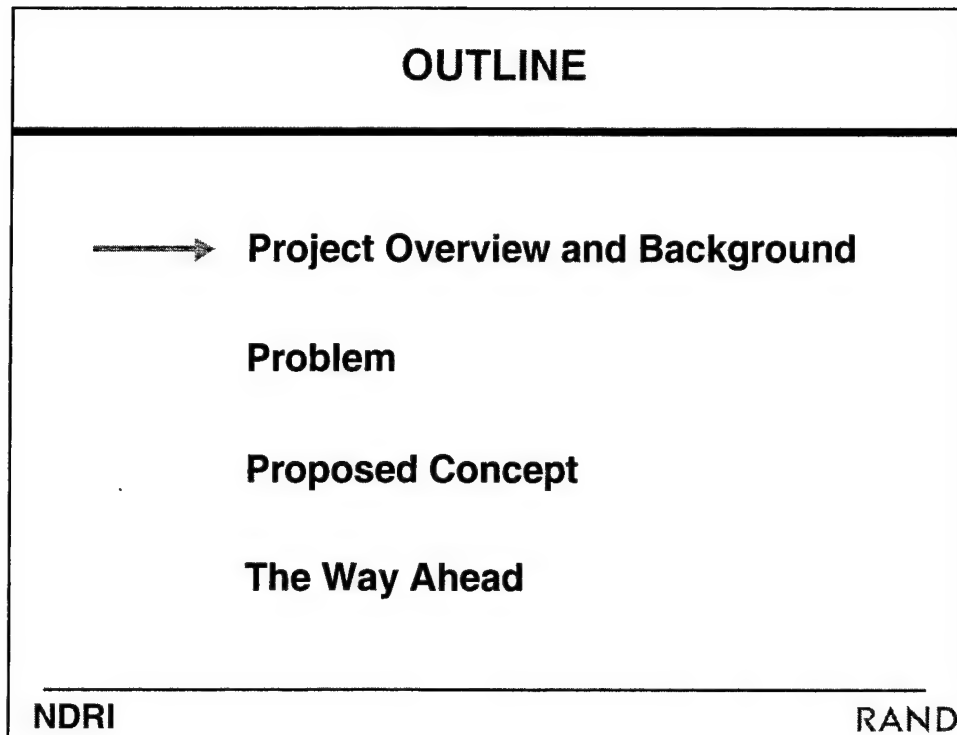 OUTLINE
Project Overview and Background
Problem
Proposed Concept
The Way Ahead
NDRI RAND